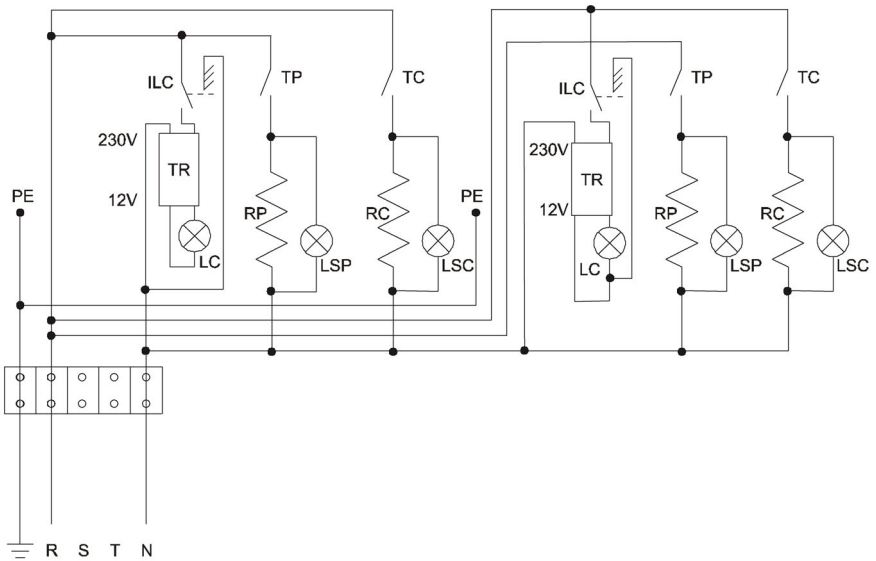 ILC TP TC ILC TP TC
230V TR 230V TR
12V 12V
PE RP RC PE RP RC
LC LSP LSC LC LSP LSC
R S T N